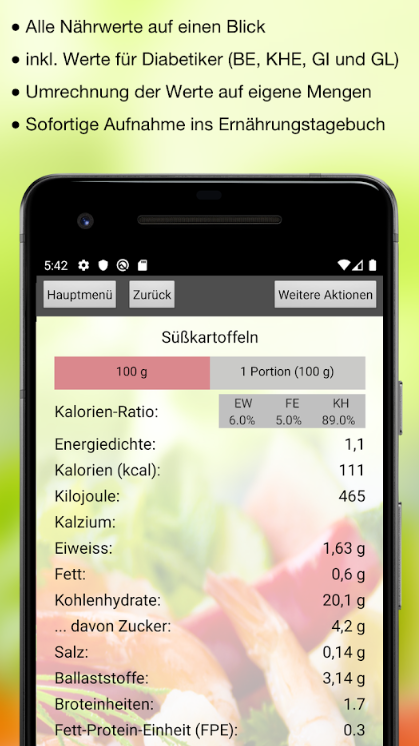 ● Alle Nährwerte auf einen Blick
● inkl. Werte für Diabetiker (BE, KHE, GI und GL)
● Umrechnung der Werte auf eigene Mengen
● Sofortige Aufnahme ins Ernährungstagebuch
5:42
Hauptmenü Zurück Weitere Aktionen
Süßkartoffeln
100 g 1 Portion (100 g)
Kalorien-Ratio: EW FE KH
6.0% 5.0% 89.0%
Energiedichte: 1,1
Kalorien (kcal): 111
Kilojoule: 465
Kalzium:
Eiweiss: 1,63 g
Fett: 0,6 g
Kohlenhydrate: 20,1 g
... davon Zucker: 4,2 g
Salz: 0,14 g
Ballaststoffe: 3,14 g
Broteinheiten: 1.7
Fett-Protein-Einheit (FPE): 0.3